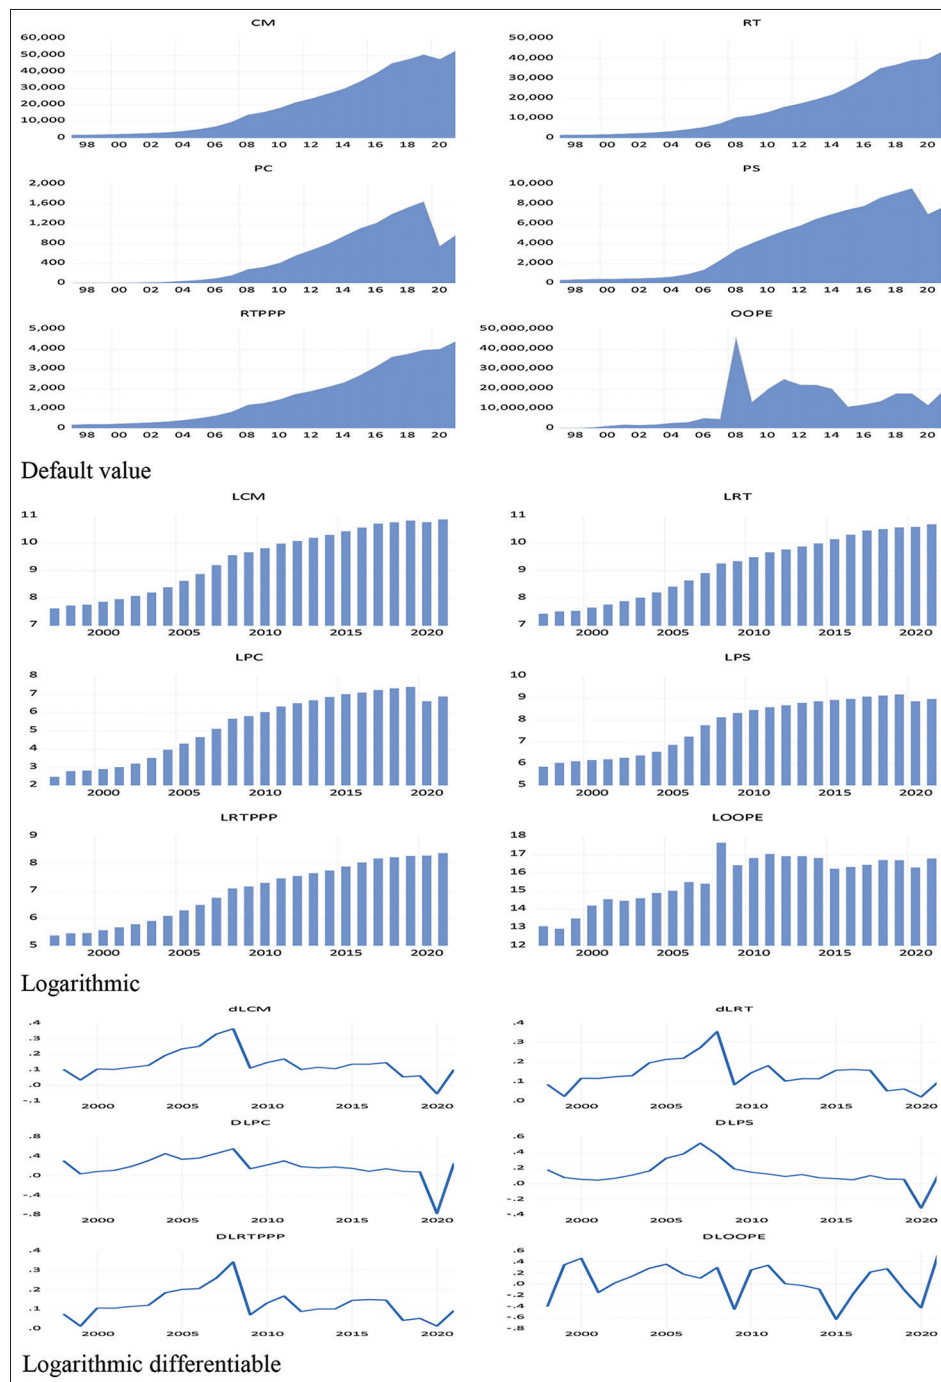 CM
60,000
50,000
40,000
30,000
20,000
10,000
0
98 00 02 04 06 08 10 12 14 16 18 20
RT
50,000
40,000
30,000
20,000
10,000
0
98 00 02 04 06 08 10 12 14 16 18 20
PC
2,000
1,600
1,200
800
400
0
98 00 02 04 06 08 10 12 14 16 18 20
PS
10,000
8,000
6,000
4,000
2,000
0
98 00 02 04 06 08 10 12 14 16 18 20
RTPPP
5,000
4,000
3,000
2,000
1,000
0
98 00 02 04 06 08 10 12 14 16 18 20
OOPE
50,000,000
40,000,000
30,000,000
20,000,000
10,000,000
0
98 00 02 04 06 08 10 12 14 16 18 20
Default value
LCM
11
10
9
8
7
2000 2005 2010 2015 2020
LRT
11
10
9
8
7
2000 2005 2010 2015 2020
LPC
8
7
6
5
4
3
2
2000 2005 2010 2015 2020
LPS
10
9
8
7
6
5
2000 2005 2010 2015 2020
LRTPPP
9
8
7
6
5
2000 2005 2010 2015 2020
LOOPE
18
17
16
15
14
13
12
2000 2005 2010 2015 2020
Logarithmic
dLCM
.4
.3
.2
.1
.0
-.1
2000 2005 2010 2015 2020
dLRT
.4
.3
.2
.1
.0
2000 2005 2010 2015 2020
DLPC
.8
.4
.0
-.4
-.8
2000 2005 2010 2015 2020
DLPS
.6
.4
.2
.0
-.2
-.4
2000 2005 2010 2015 2020
DLRTPPP
.4
.3
.2
.1
.0
2000 2005 2010 2015 2020
DLOOPE
.6
.4
.2
.0
-.2
-.4
-.6
-.8
2000 2005 2010 2015 2020
Logarithmic differentiable